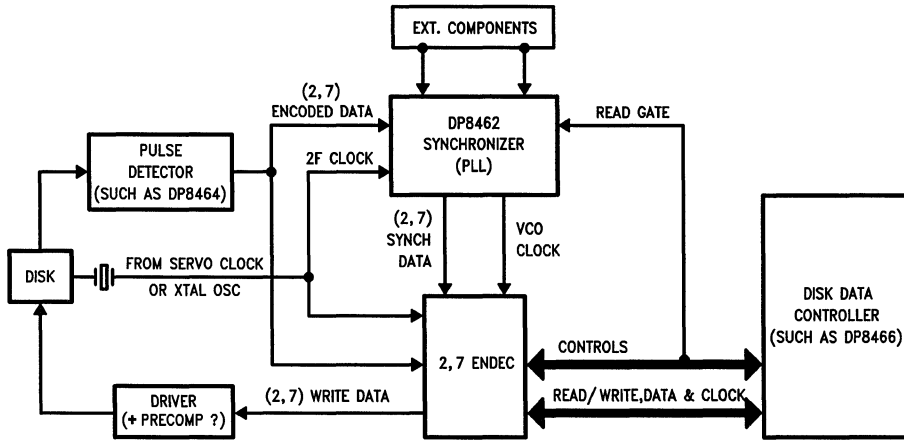 EXT. COMPONENTS
(2,7)
ENCODED DATA
DP8462
SYNCHRONIZER
(PLL)
READ GATE
PULSE
DETECTOR
(SUCH AS DP8464)
2F CLOCK
(2,7)
SYNCH
DATA
VCO
CLOCK
DISK
FROM SERVO CLOCK
OR XTAL OSC
DISK DATA
CONTROLLER
(SUCH AS DP8466)
2,7 ENDEC
CONTROLS
DRIVER
(+ PRECOMP ?)
(2,7) WRITE DATA
READ/WRITE,DATA & CLOCK